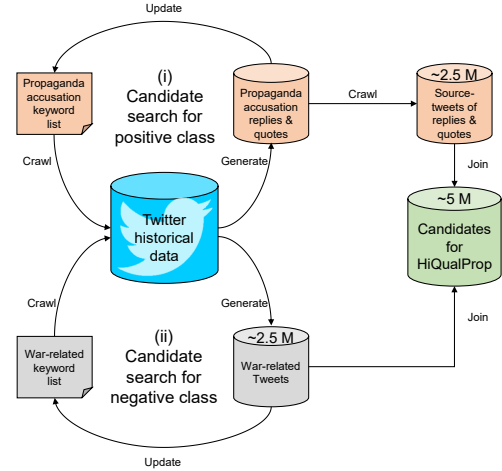 Update
Propaganda
accusation
keyword
list
(i)
Candidate
search for
positive class
Propaganda
accusation
replies &
quotes
Crawl
~2.5 M
Source-
tweets of
replies &
quotes
Crawl
Generate
Join
Twitter
historical
data
~5 M
Candidates
for
HiQualProp
Crawl
Generate
Join
War-related
keyword
list
(ii)
Candidate
search for
negative class
~2.5 M
War-related
Tweets
Update